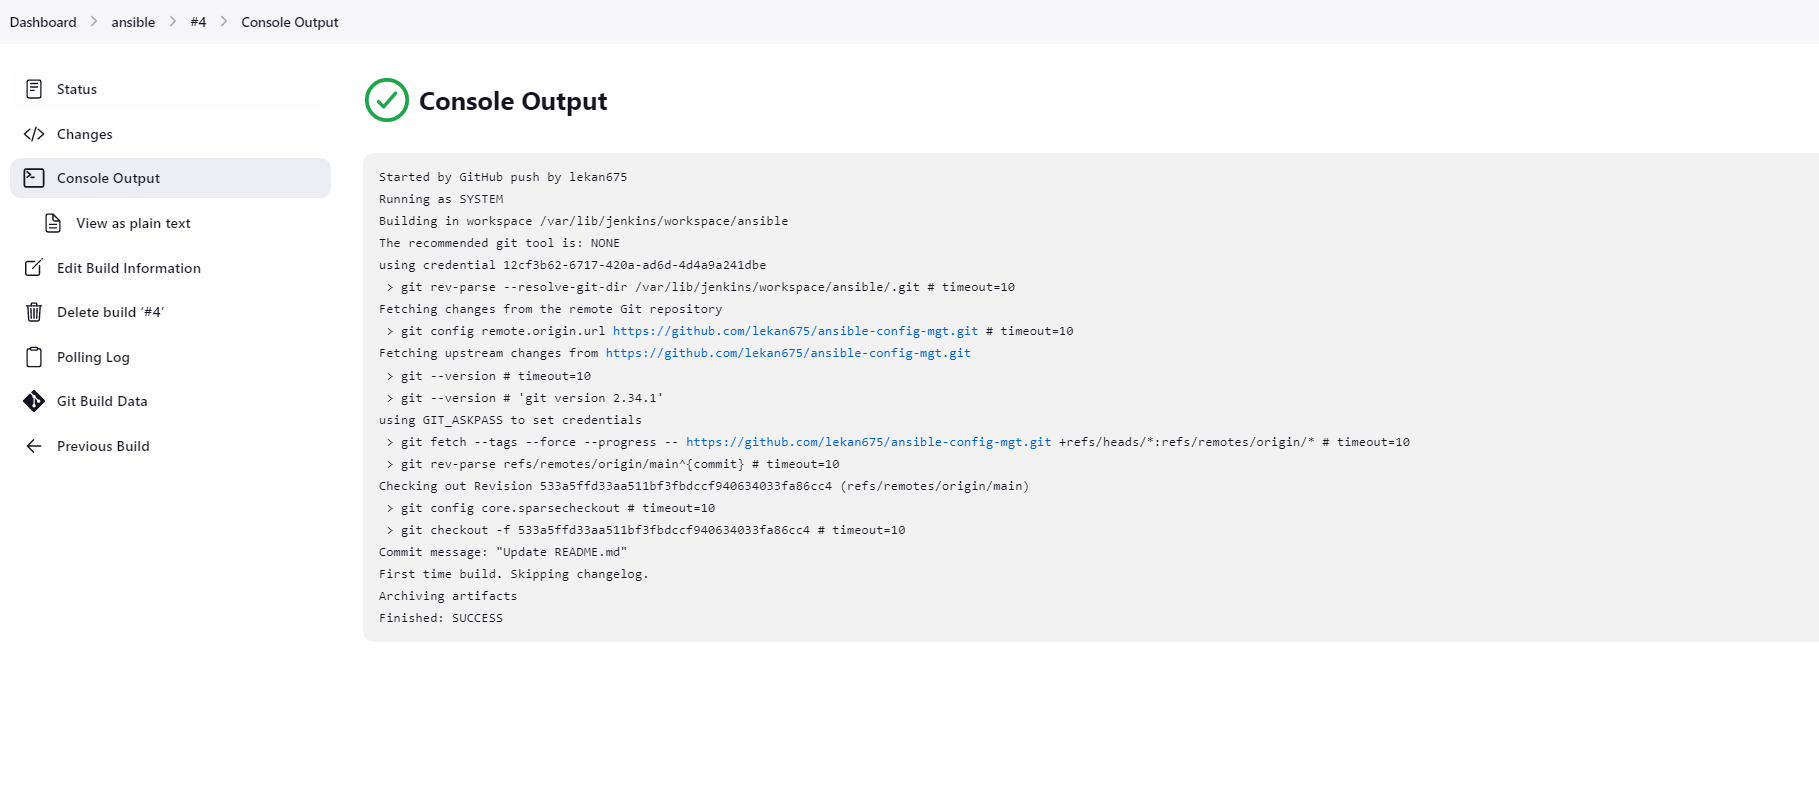 Dashboard > ansible > #4 > Console Output
Status
Changes
Console Output
View as plain text
Edit Build Information
Delete build ‘#4’
Polling Log
Git Build Data
Previous Build
Console Output
Started by GitHub push by lekan675
Running as SYSTEM
Building in workspace /var/lib/jenkins/workspace/ansible
The recommended git tool is: NONE
using credential 12cf3b62-6717-420a-ad6d-4d4a9a241dbe
 > git rev-parse --resolve-git-dir /var/lib/jenkins/workspace/ansible/.git # timeout=10
Fetching changes from the remote Git repository
 > git config remote.origin.url https://github.com/lekan675/ansible-config-mgt.git # timeout=10
Fetching upstream changes from https://github.com/lekan675/ansible-config-mgt.git
 > git --version # timeout=10
 > git --version # 'git version 2.34.1'
using GIT_ASKPASS to set credentials
 > git fetch --tags --force --progress -- https://github.com/lekan675/ansible-config-mgt.git +refs/heads/*:refs/remotes/origin/* # timeout=10
 > git rev-parse refs/remotes/origin/main^{commit} # timeout=10
Checking out Revision 533a5ffd33aa511bf3fbdccf940634033fa86cc4 (refs/remotes/origin/main)
 > git config core.sparsecheckout # timeout=10
 > git checkout -f 533a5ffd33aa511bf3fbdccf940634033fa86cc4 # timeout=10
Commit message: "Update README.md"
First time build. Skipping changelog.
Archiving artifacts
Finished: SUCCESS